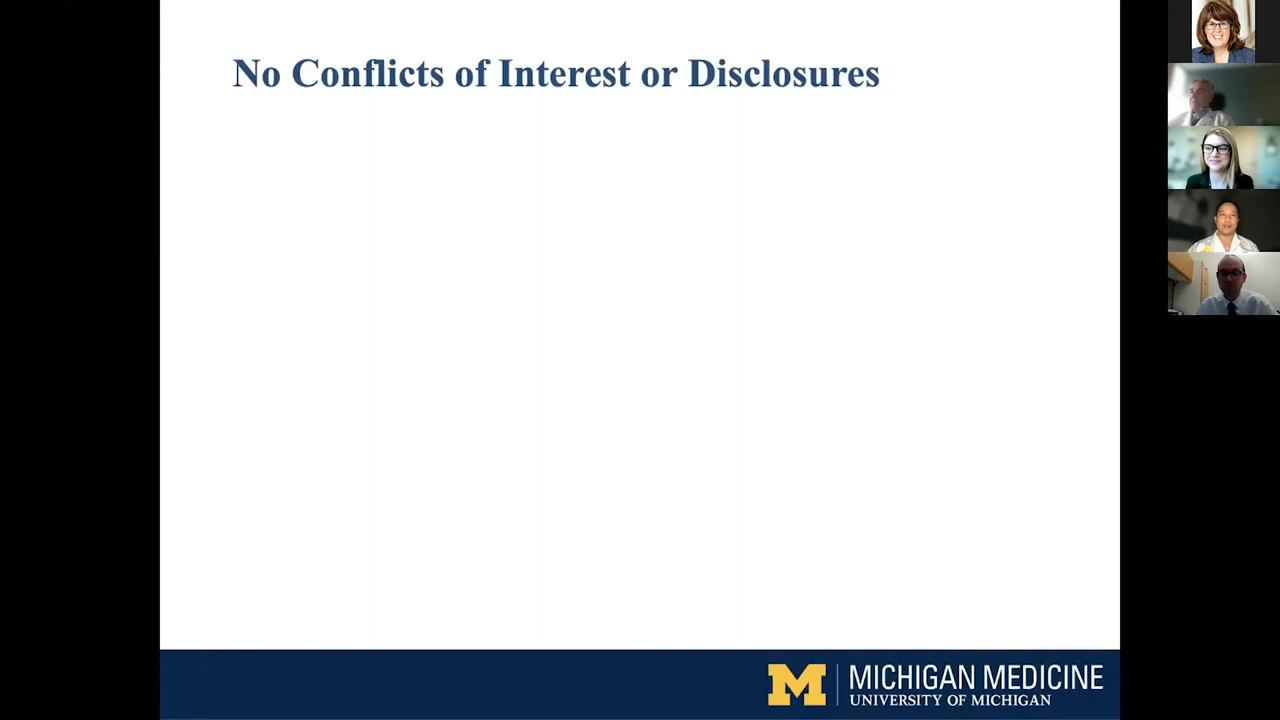 No Conflicts of Interest or Disclosures
M
MICHIGAN MEDICINE
UNIVERSITY OF MICHIGAN